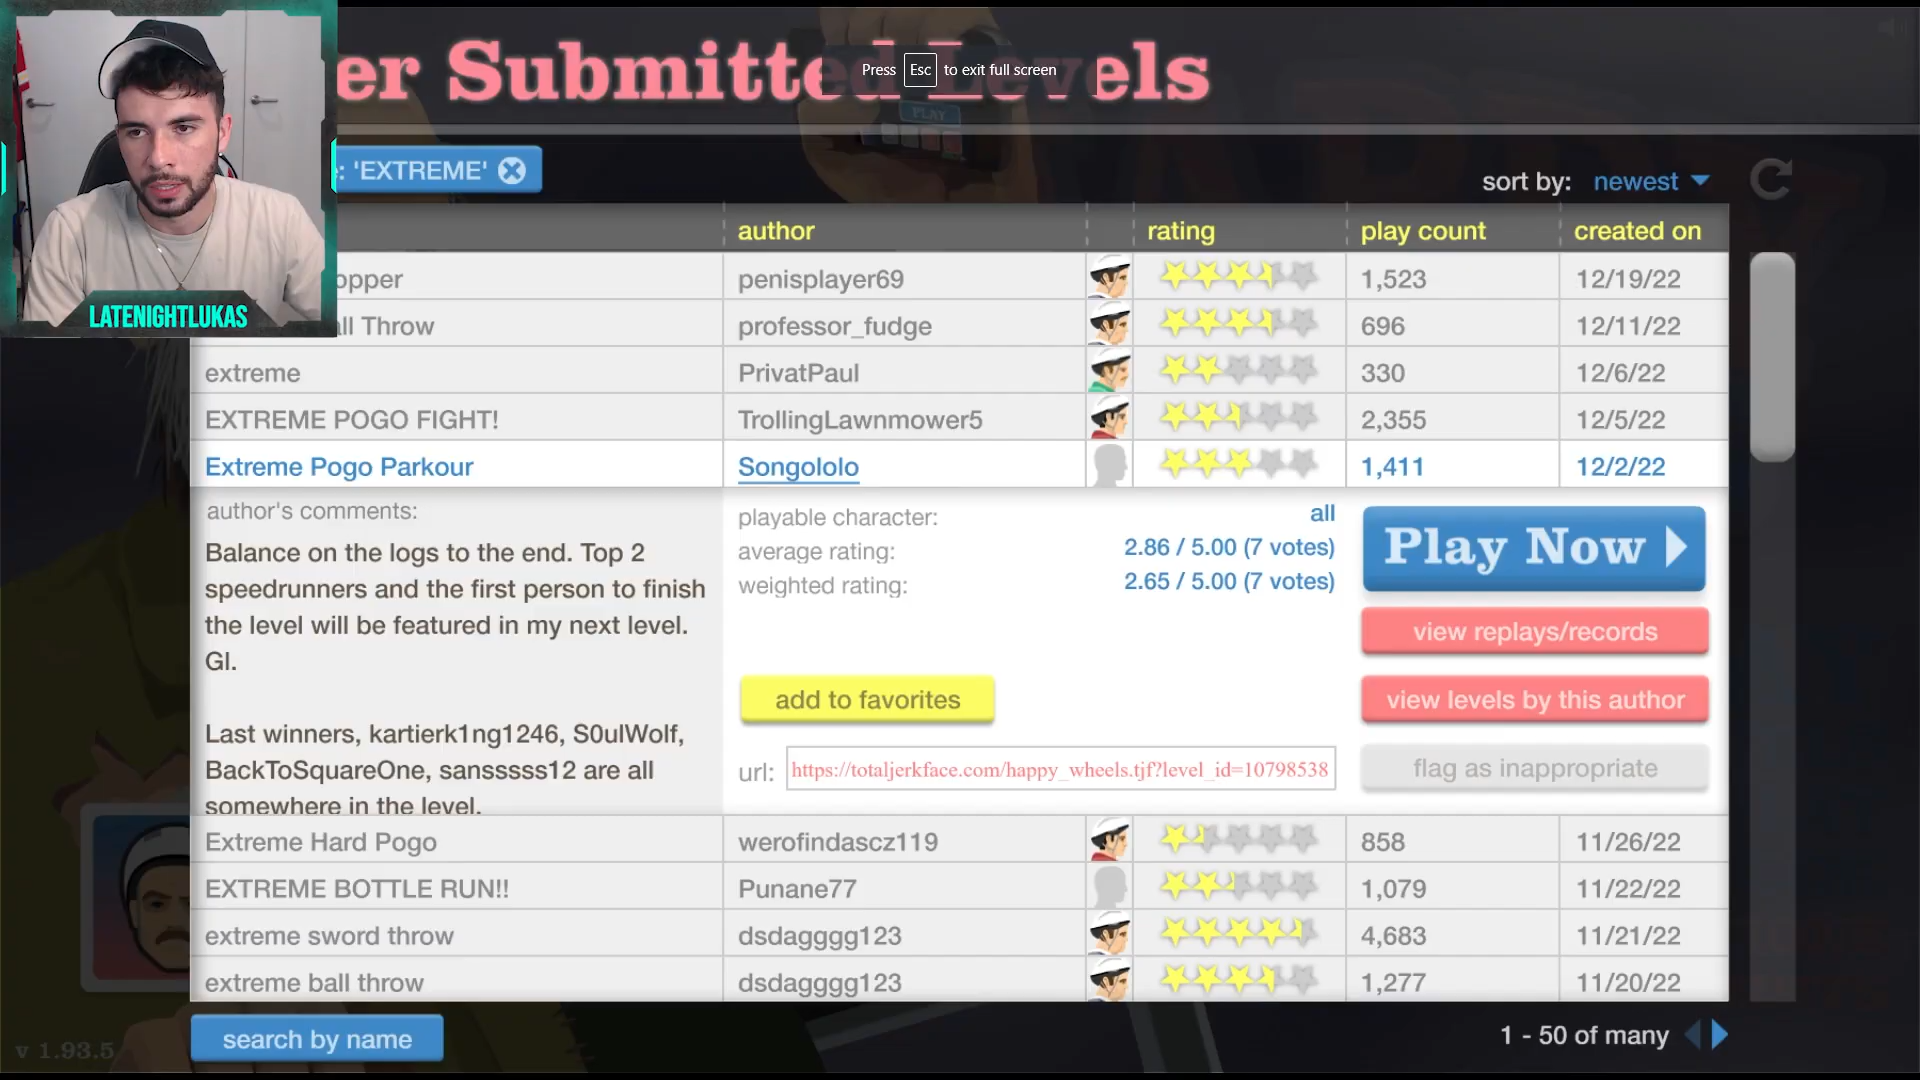 er Submitted Levels
Press Esc to exit full screen
PLAY
: 'EXTREME'
sort by: newest
author rating play count created on
opper penisplayer69 1,523 12/19/22
all Throw professor_fudge 696 12/11/22
extreme PrivatPaul 330 12/6/22
EXTREME POGO FIGHT! TrollingLawnmower5 2,355 12/5/22
Extreme Pogo Parkour Songololo 1,411 12/2/22
author's comments:
Balance on the logs to the end. Top 2
speedrunners and the first person to finish
the level will be featured in my next level.
Gl.
Last winners, kartierk1ng1246, S0ulWolf,
BackToSquareOne, sansssss12 are all
somewhere in the level.
playable character: all
average rating: 2.86 / 5.00 (7 votes)
weighted rating: 2.65 / 5.00 (7 votes)
add to favorites
url: https://totaljerkface.com/happy_wheels.tjf?level_id=10798538
Play Now
view replays/records
view levels by this author
flag as inappropriate
Extreme Hard Pogo werofindascz119 858 11/26/22
EXTREME BOTTLE RUN!! Punane77 1,079 11/22/22
extreme sword throw dsdagggg123 4,683 11/21/22
extreme ball throw dsdagggg123 1,277 11/20/22
search by name
1 - 50 of many
v 1.93.5
LATENIGHTLUKAS